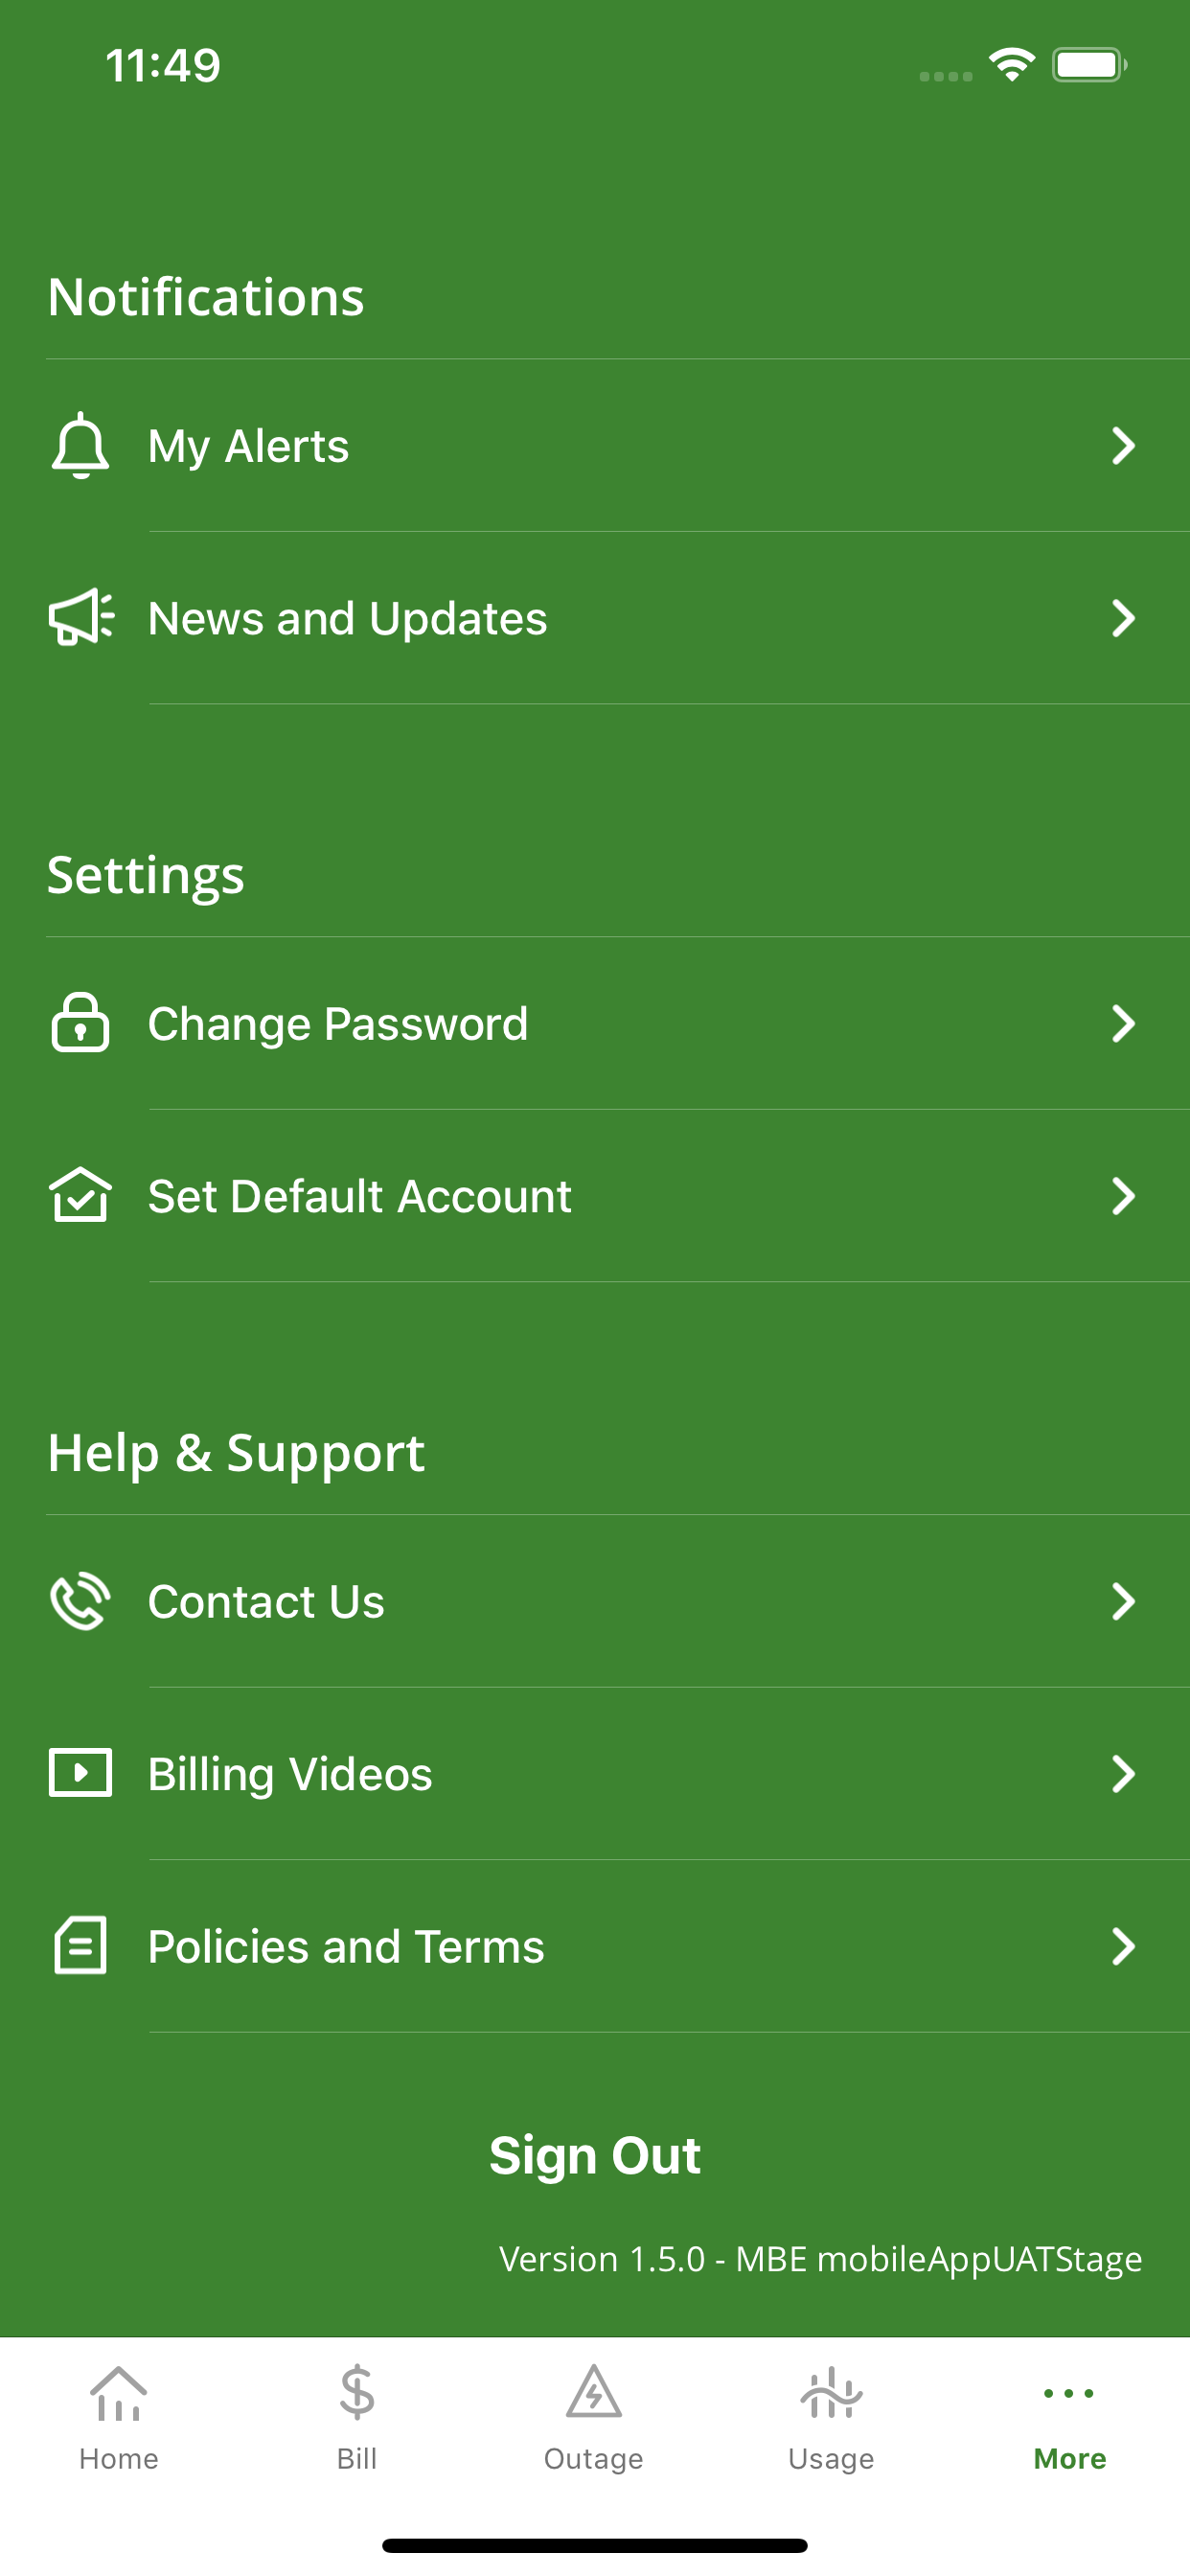 11:49
Notifications
My Alerts
News and Updates
Settings
Change Password
Set Default Account
Help & Support
Contact Us
Billing Videos
Policies and Terms
Sign Out
Version 1.5.0 - MBE mobileAppUATStage
Home Bill Outage Usage More